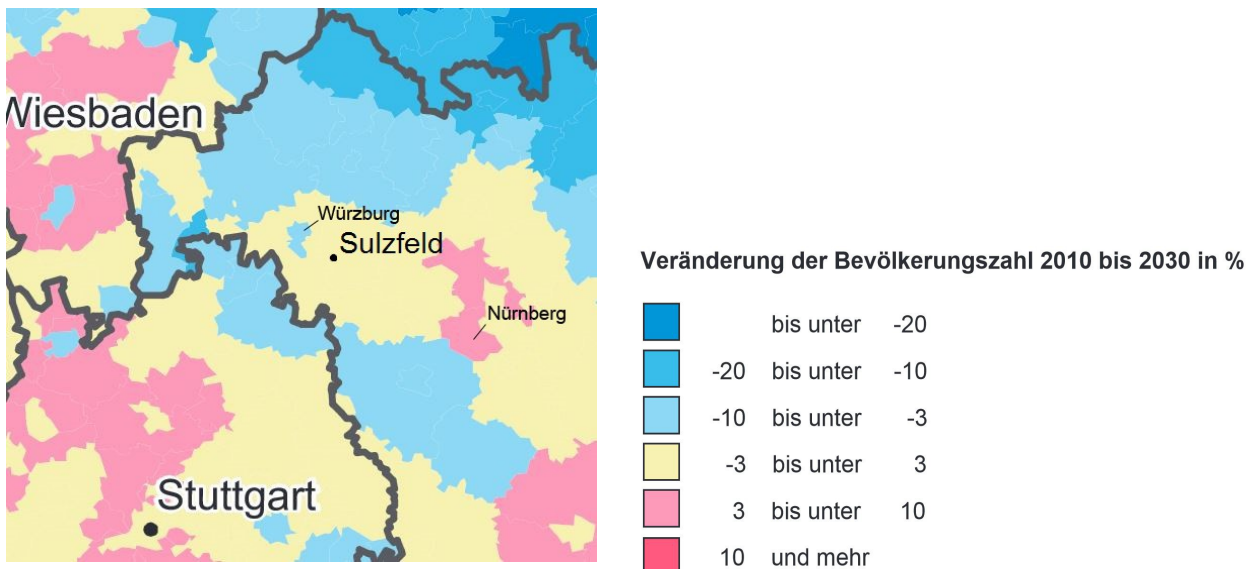 Wiesbaden
Würzburg
Sulzfeld
Nürnberg
Stuttgart
Veränderung der Bevölkerungszahl 2010 bis 2030 in %
bis unter -20
-20 bis unter -10
-10 bis unter -3
-3 bis unter 3
3 bis unter 10
10 und mehr